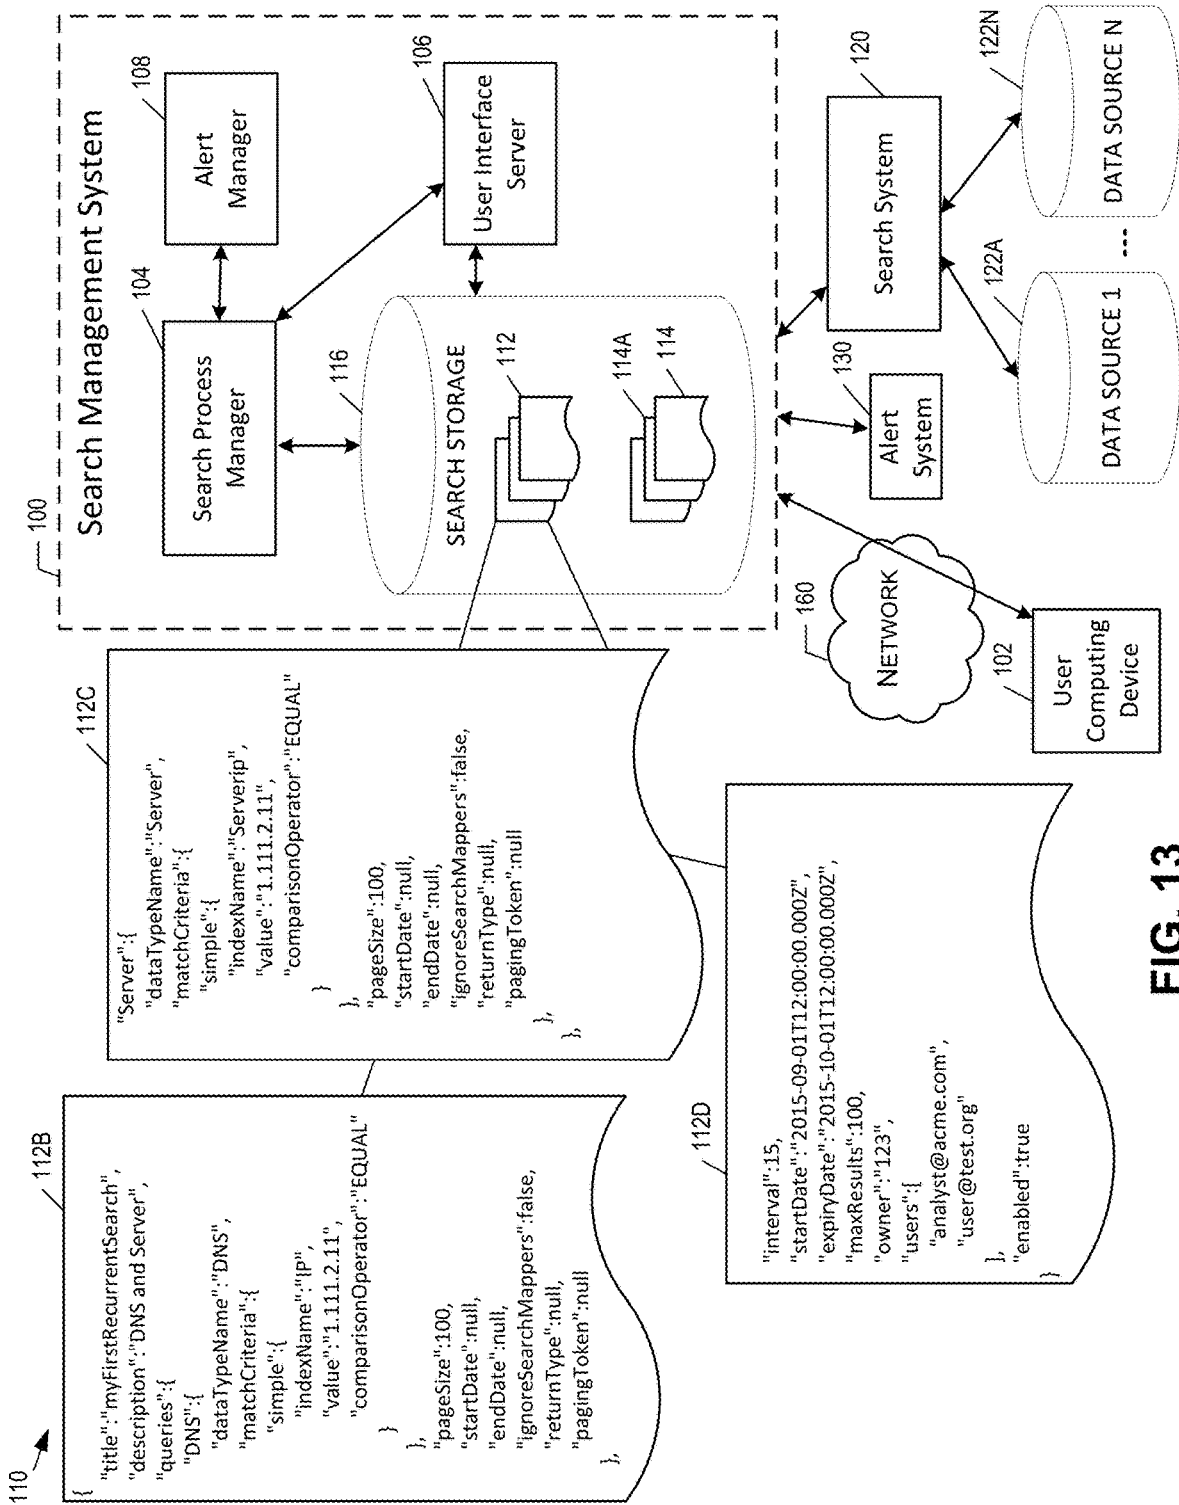 110
112B
{
"title":"myFirstRecurrentSearch",
"description":"DNS and Server",
"queries":{
"DNS":{
"dataTypeName":"DNS",
"matchCriteria":{
"simple":{
"indexName":"IP",
"value":"1.111.2.11",
"comparisonOperator":"EQUAL"
}
},
"pageSize":100,
"startDate":null,
"endDate":null,
"ignoreSearchMappers":false,
"returnType":null,
"pagingToken":null
},
112C
"Server":{
"dataTypeName":"Server",
"matchCriteria":{
"simple":{
"indexName":"Serverip",
"value":"1.111.2.11",
"comparisonOperator":"EQUAL"
}
},
"pageSize":100,
"startDate":null,
"endDate":null,
"ignoreSearchMappers":false,
"returnType":null,
"pagingToken":null
},
},
112D
"interval":15,
"startDate":"2015-09-01T12:00:00.000Z",
"expiryDate":"2015-10-01T12:00:00.000Z",
"maxResults":100,
"owner":"123",
"users":{
"analyst@acme.com",
"user@test.org"
},
"enabled":true
}
100
Search Management System
104
Search Process
Manager
108
Alert
Manager
106
User Interface
Server
116
SEARCH STORAGE
112
114A
114
160
NETWORK
102
User
Computing
Device
130
Alert
System
120
Search System
122A
DATA SOURCE 1
---
122N
DATA SOURCE N
FIG. 13